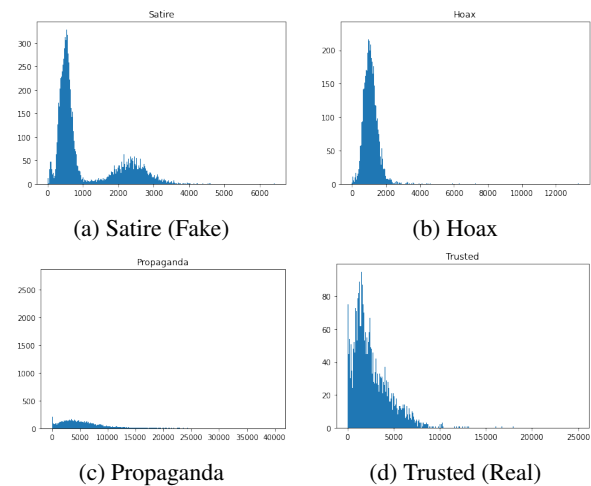 Satire
300
250
200
150
100
50
0
0 1000 2000 3000 4000 5000 6000
(a) Satire (Fake)
Hoax
200
150
100
50
0
0 2000 4000 6000 8000 10000 12000
(b) Hoax
Propaganda
2500
2000
1500
1000
500
0
0 5000 10000 15000 20000 25000 30000 35000 40000
(c) Propaganda
Trusted
80
60
40
20
0
0 5000 10000 15000 20000 25000
(d) Trusted (Real)